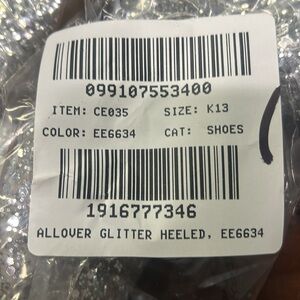 099107553400
ITEM: CE035 SIZE: K13
COLOR: EE6634 CAT: SHOES
1916777346
ALLOVER GLITTER HEELED, EE6634